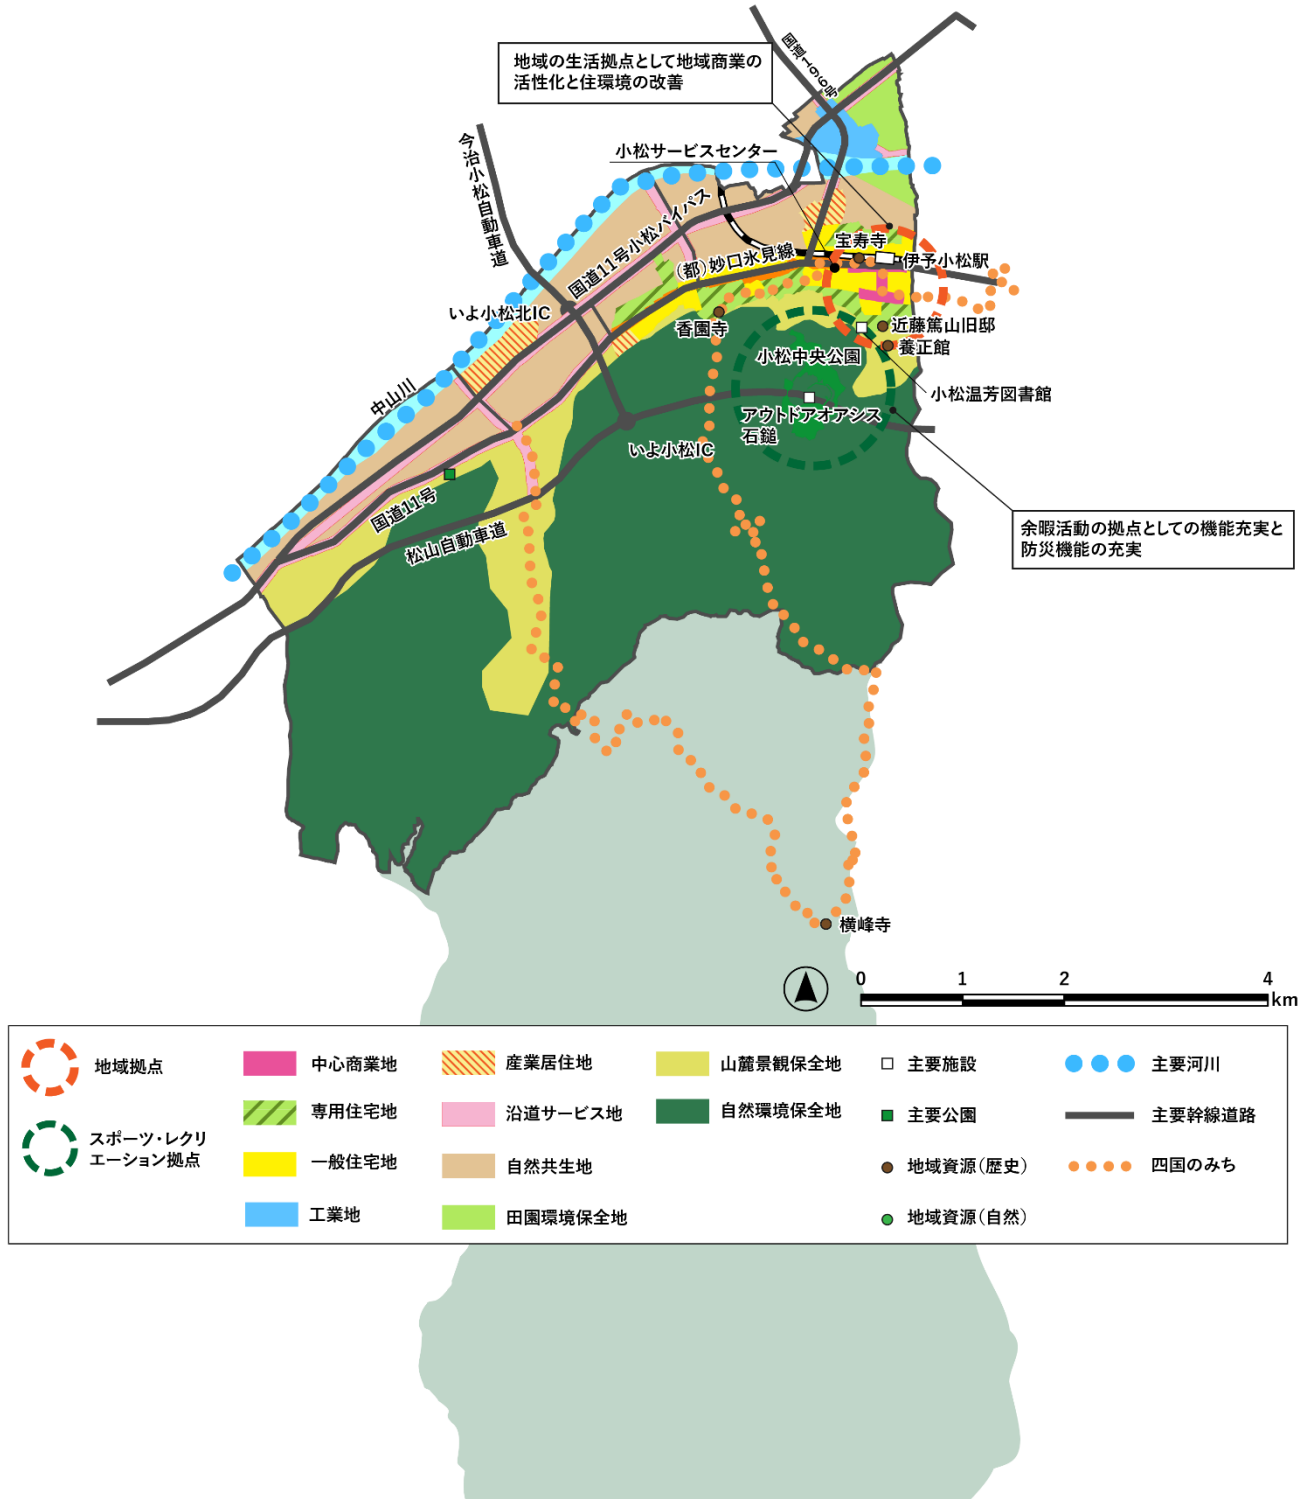 国道196号
地域の生活拠点として地域商業の
活性化と住環境の改善
今治小松自動車道
小松サービスセンター
国道11号小松バイパス
(都)妙口氷見線
宝寿寺
伊予小松駅
いよ小松北IC
香園寺
近藤篤山旧邸
養正館
小松中央公園
中山川
小松温芳図書館
アウトドアオアシス
石鎚
いよ小松IC
国道11号
松山自動車道
余暇活動の拠点としての機能充実と
防災機能の充実
横峰寺
0 1 2 4
km
地域拠点
スポーツ・レクリ
エーション拠点
中心商業地
専用住宅地
一般住宅地
工業地
産業居住地
沿道サービス地
自然共生地
田園環境保全地
山麓景観保全地
自然環境保全地
主要施設
主要公園
地域資源(歴史)
地域資源(自然)
主要河川
主要幹線道路
四国のみち